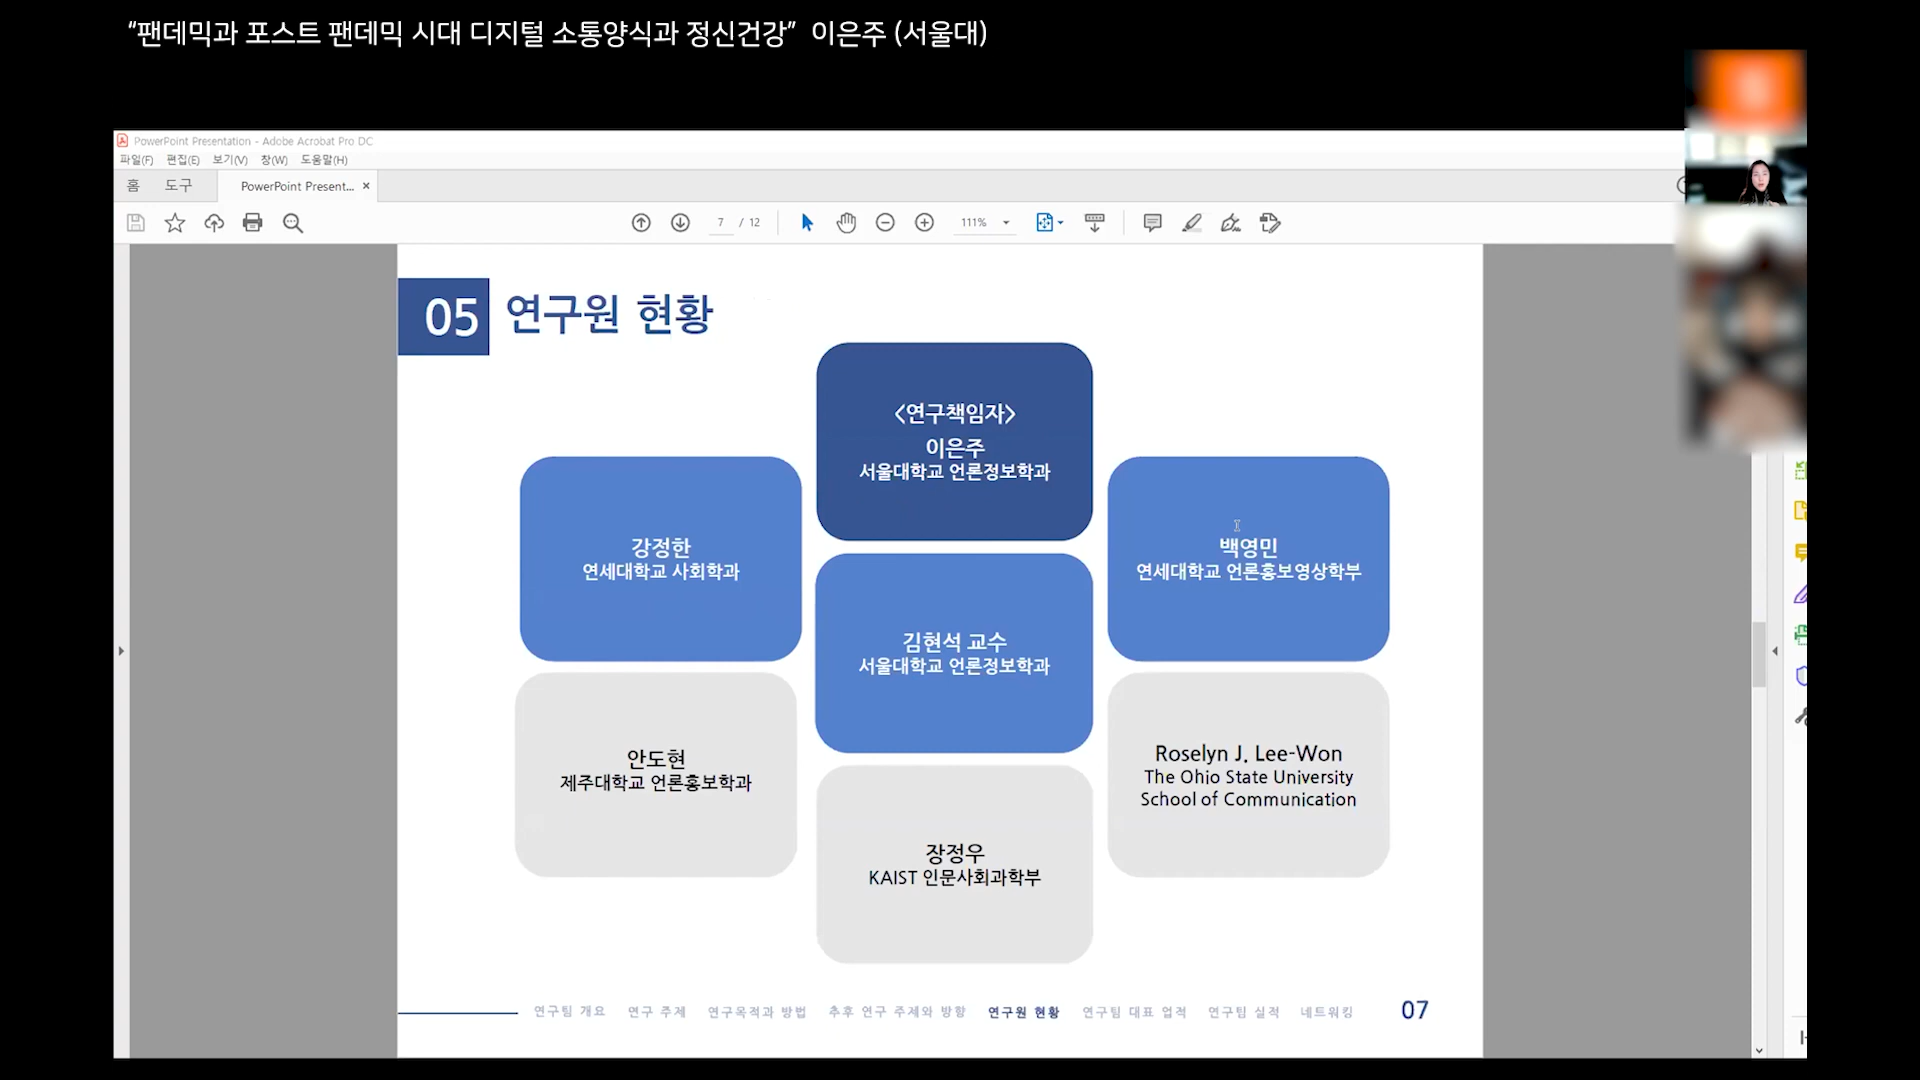 “팬데믹과 포스트 팬데믹 시대 디지털 소통양식과 정신건강” 이은주 (서울대)
PowerPoint Presentation - Adobe Acrobat Pro DC
파일(F) 편집(E) 보기(V) 창(W) 도움말(H)
홈 도구 PowerPoint Present... ×
7 / 12 111%
05 연구원 현황
<연구책임자>
이은주
서울대학교 언론정보학과
강정한
연세대학교 사회학과
백영민
연세대학교 언론홍보영상학부
김현석 교수
서울대학교 언론정보학과
안도현
제주대학교 언론홍보학과
Roselyn J. Lee-Won
The Ohio State University
School of Communication
장정우
KAIST 인문사회과학부
연구팀 개요 연구 주제 연구목적과 방법 추후 연구 주제와 방향 연구원 현황 연구팀 대표 업적 연구팀 실적 네트워킹 07